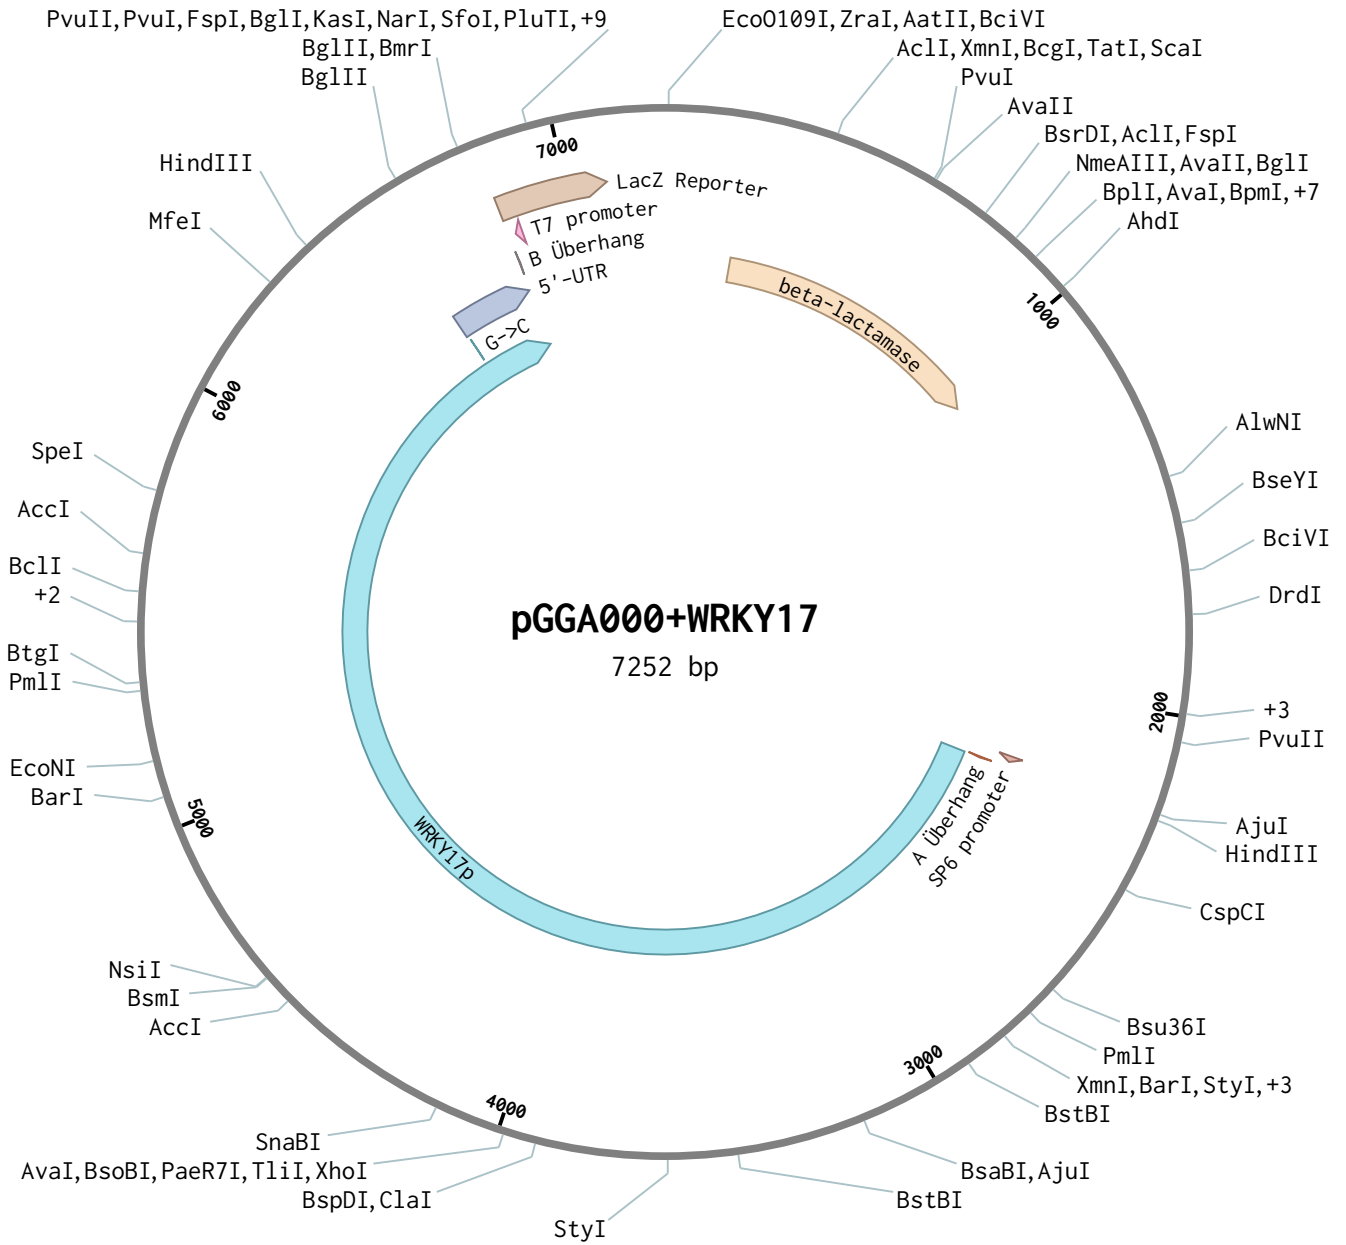 PvuII,PvuI,FspI,BglI,KasI,NarI,SfoI,PluTI,+9
EcoO109I,ZraI,AatII,BciVI
BglII,BmrI
AclI,XmnI,BcgI,TatI,ScaI
BglII
PvuI
AvaII
BsrDI,AclI,FspI
7000
HindIII
NmeAIII,AvaII,BglI
LacZ Reporter
BplI,AvaI,BpmI,+7
MfeI
T7 promoter
AhdI
B Überhang
5'-UTR
beta-lactamase
1000
G->C
6000
AlwNI
SpeI
BseYI
AccI
BciVI
BclI
+2
DrdI
pGGA000+WRKY17
7252 bp
BtgI
PmlI
2000
+3
PvuII
EcoNI
BarI
A Überhang
SP6 promoter
5000
AjuI
WRKY17p
HindIII
CspCI
NsiI
BsmI
AccI
Bsu36I
3000
PmlI
XmnI,BarI,StyI,+3
4000
BstBI
SnaBI
AvaI,BsoBI,PaeR7I,TliI,XhoI
BsaBI,AjuI
BspDI,ClaI
BstBI
StyI